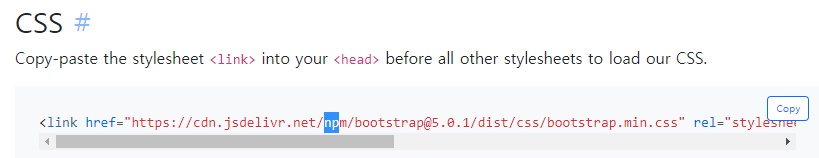 CSS #
Copy-paste the stylesheet <link> into your <head> before all other stylesheets to load our CSS.
Copy
<link href="https://cdn.jsdelivr.net/npm/bootstrap@5.0.1/dist/css/bootstrap.min.css" rel="styleshe